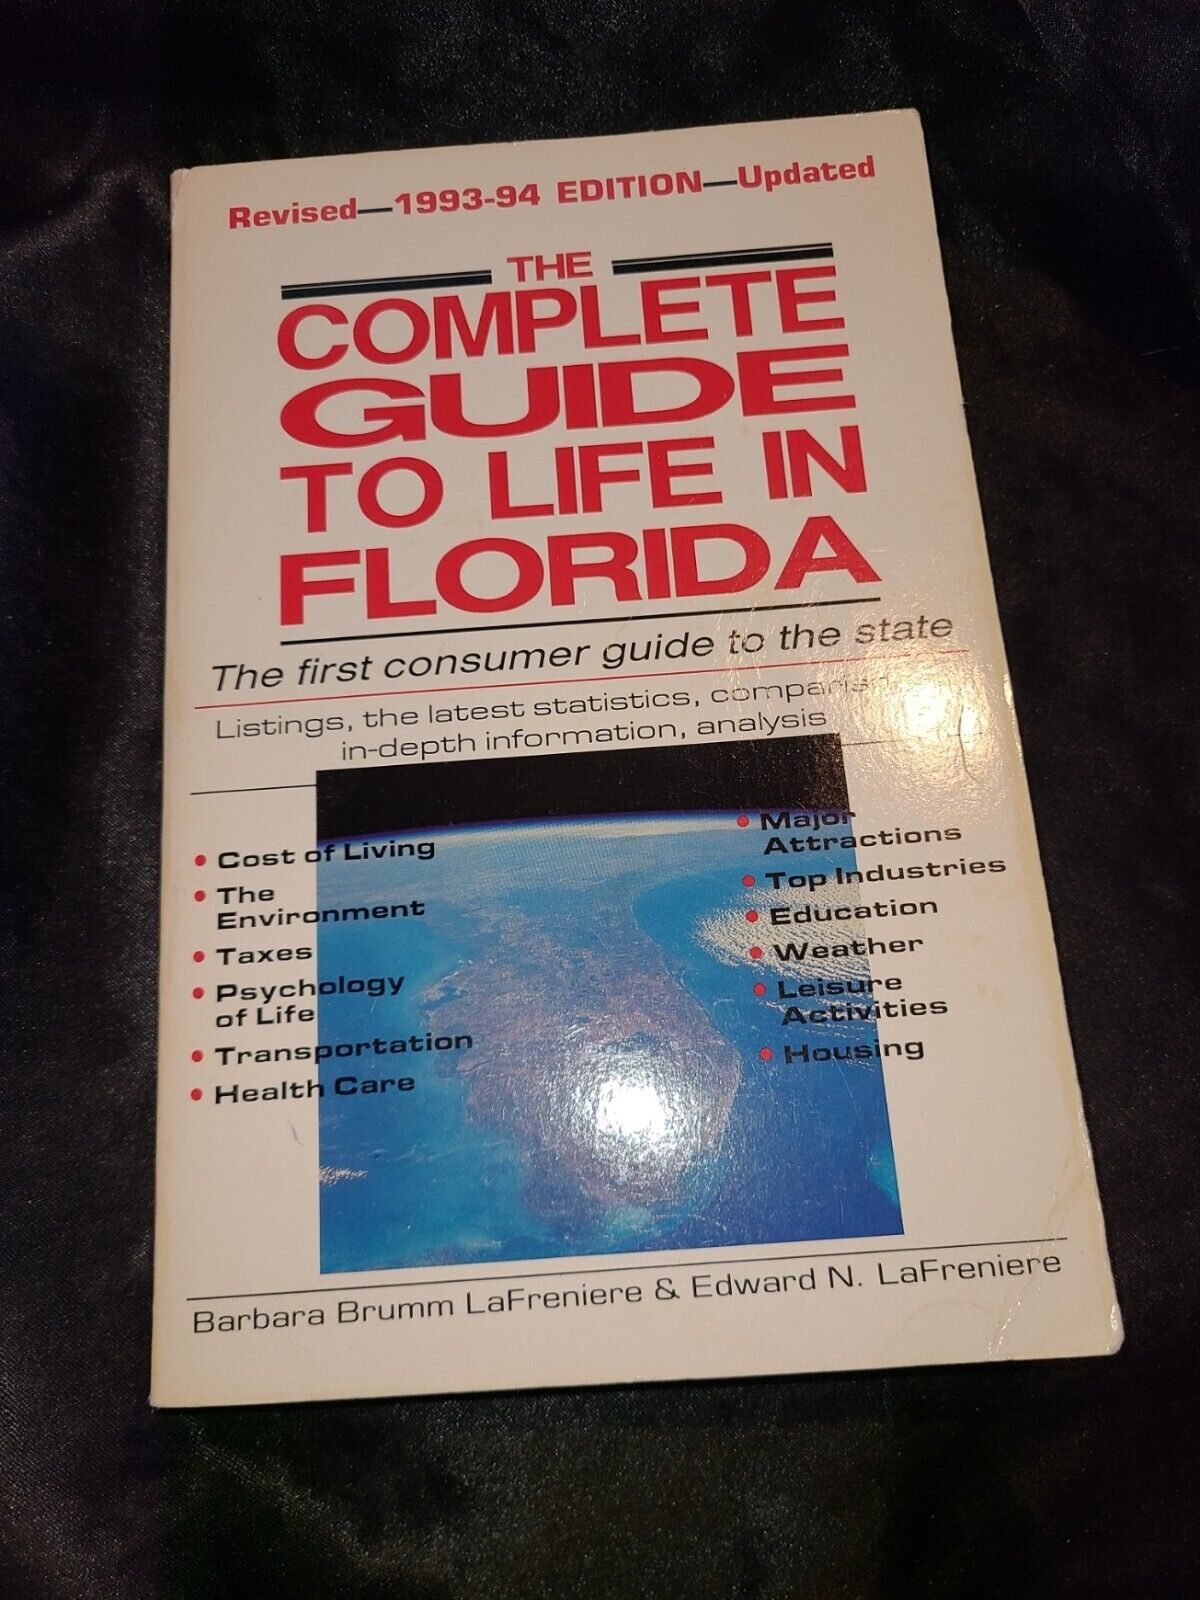 Revised—1993-94 EDITION—Updated
THE
COMPLETE
GUIDE
TO LIFE IN
FLORIDA
The first consumer guide to the state
Listings, the latest statistics,
in-depth information, analysis
• Cost of Living
• The
Environment
• Taxes
• Psychology
of Life
• Transportation
• Health Care
• Major
Attractions
• Top Industries
• Education
• Weather
• Leisure
Activities
• Housing
Barbara Brumm LaFreniere & Edward N. LaFreniere